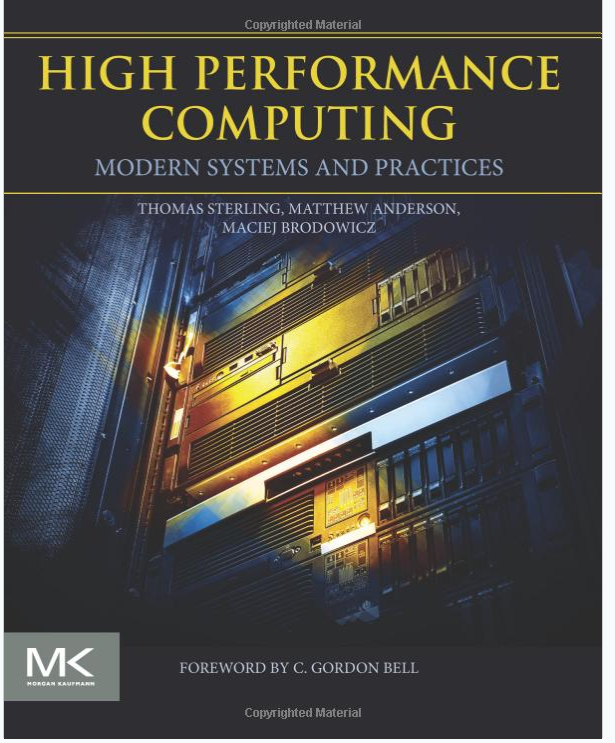 Copyrighted Material
HIGH PERFORMANCE
COMPUTING
MODERN SYSTEMS AND PRACTICES
THOMAS STERLING, MATTHEW ANDERSON,
MACIEJ BRODOWICZ
MK
MORGAN KAUFMANN
FOREWORD BY C. GORDON BELL
Copyrighted Material